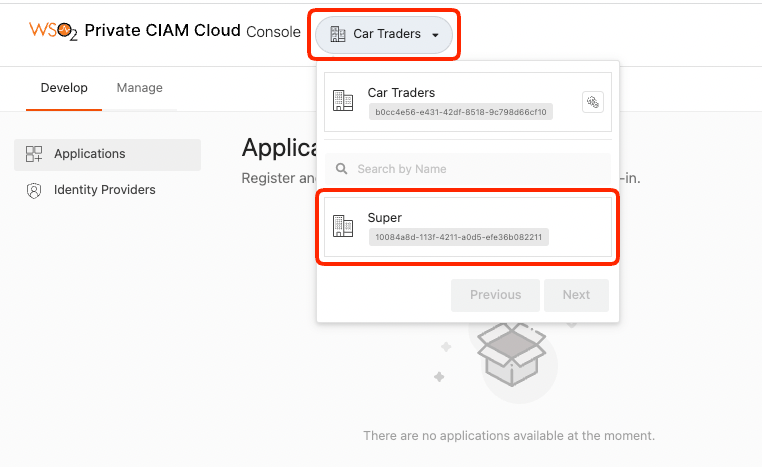 WSO2 Private CIAM Cloud Console Car Traders
Develop Manage
Car Traders
b0cc4e56-e431-42df-8518-9c798d66cf10
Applications
Applica
Search by Name
Register an
-in.
Identity Providers
Super
10084a8d-113f-4211-a0d5-efe36b082211
Previous Next
There are no applications available at the moment.